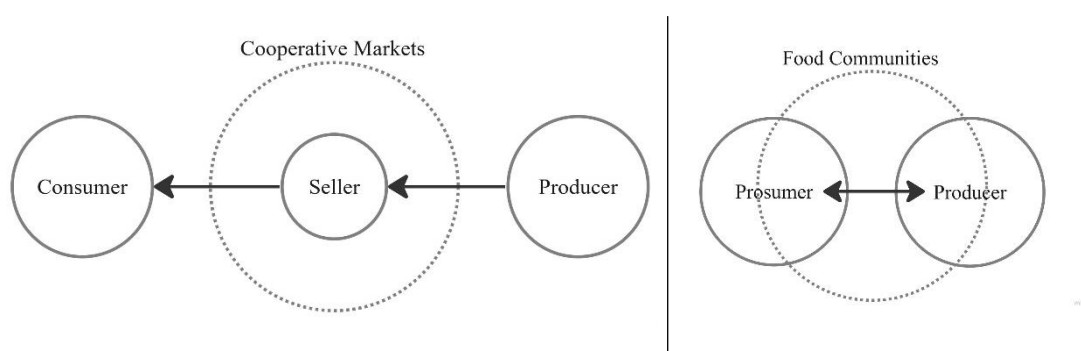 Cooperative Markets
Consumer
Seller
Producer
Food Communities
Prosumer
Producer